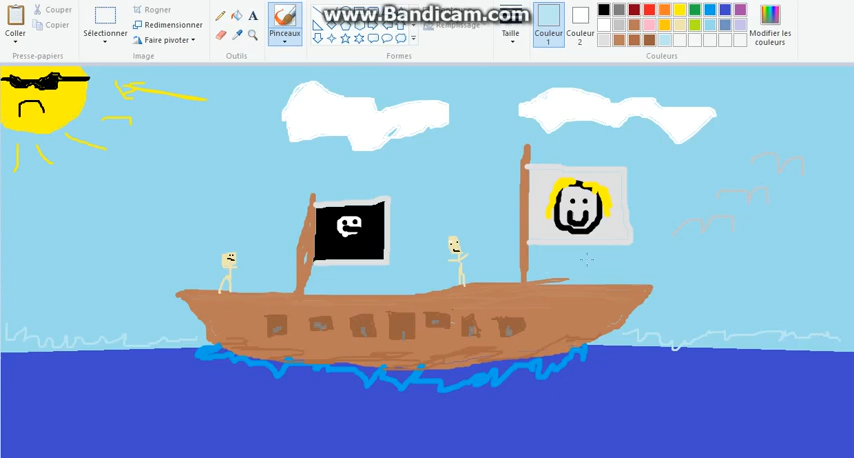 www.Bandicam.com
Coller
Couper
Copier
Presse-papiers
Sélectionner
Rogner
Redimensionner
Faire pivoter
Image
A
Outils
Pinceaux
Remplissage
Formes
Taille
Couleur
1
Couleur
2
Couleurs
Modifier les
couleurs